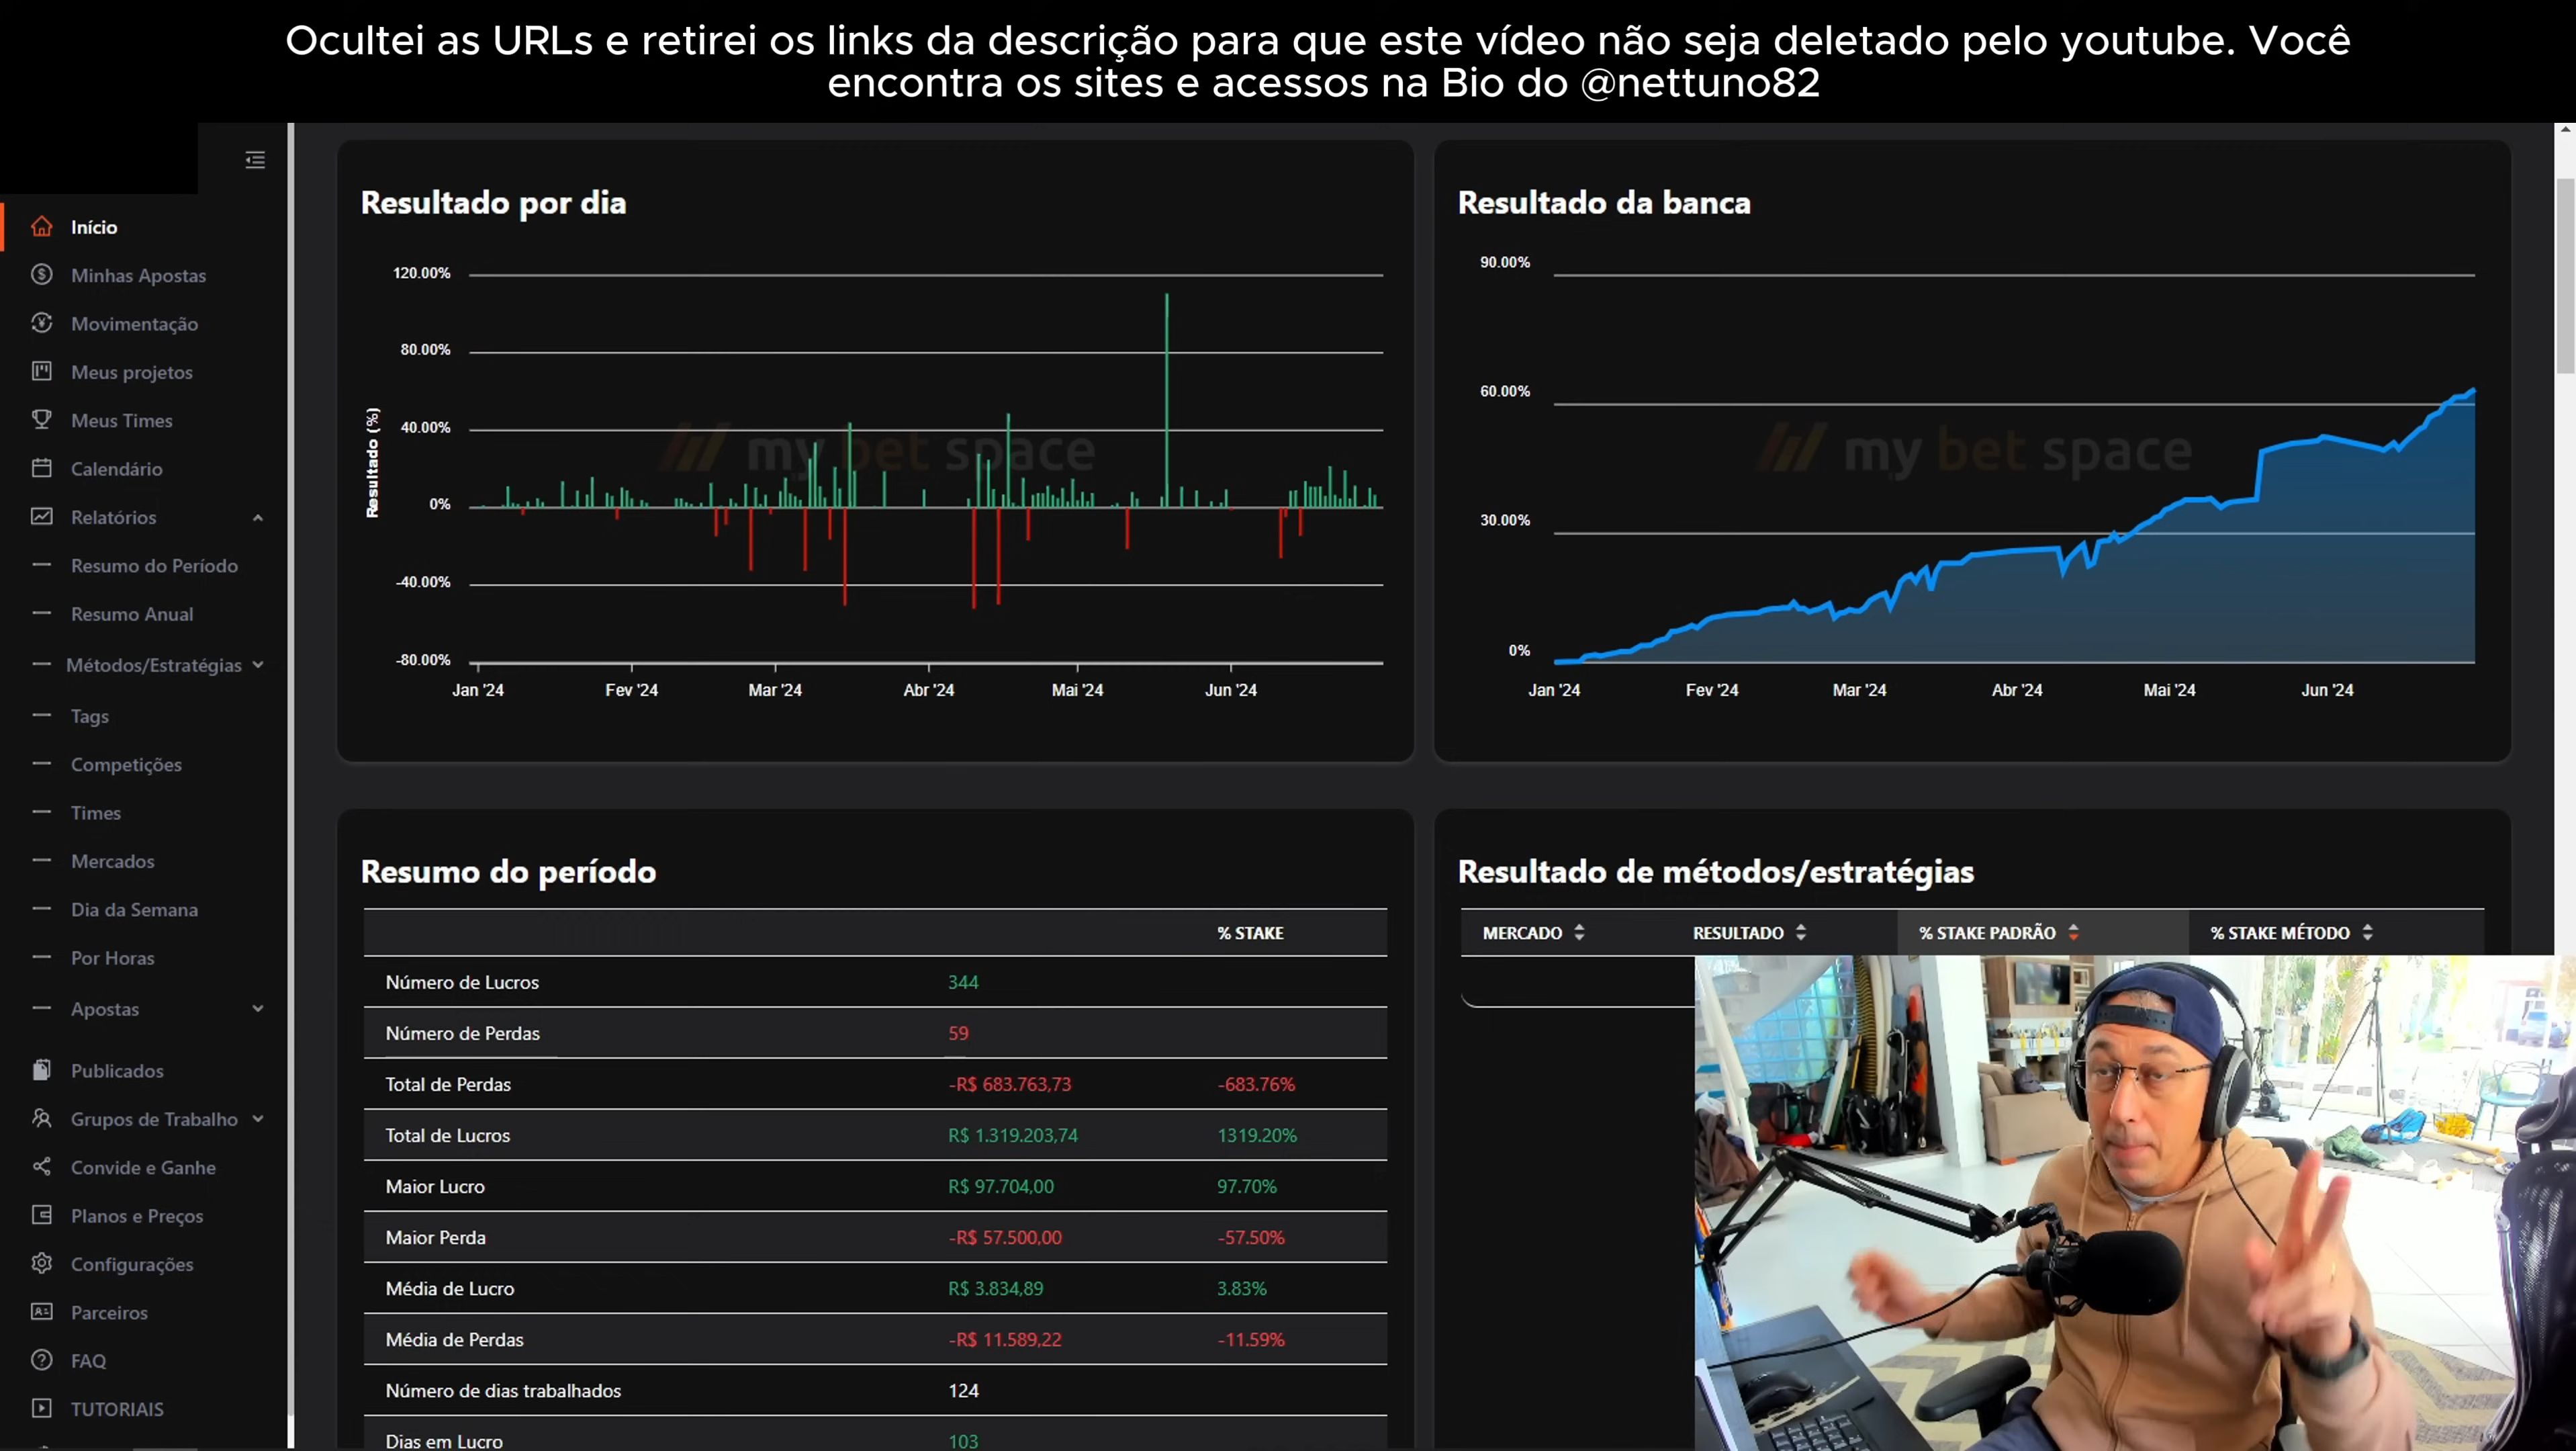 Ocultei as URLs e retirei os links da descrição para que este vídeo não seja deletado pelo youtube. Você
encontra os sites e acessos na Bio do @nettuno82
Início
Minhas Apostas
Movimentação
Meus projetos
Meus Times
Calendário
Relatórios
Resumo do Período
Resumo Anual
Métodos/Estratégias
Tags
Competições
Times
Mercados
Dia da Semana
Por Horas
Apostas
Publicados
Grupos de Trabalho
Convide e Ganhe
Planos e Preços
Configurações
Parceiros
FAQ
TUTORIAIS
Resultado por dia
Resultado (%)
120.00%
80.00%
40.00%
0%
-40.00%
-80.00%
my bet space
Jan '24 Fev '24 Mar '24 Abr '24 Mai '24 Jun '24
Resultado da banca
90.00%
60.00%
30.00%
0%
my bet space
Jan '24 Fev '24 Mar '24 Abr '24 Mai '24 Jun '24
Resumo do período
% STAKE
Número de Lucros 344
Número de Perdas 59
Total de Perdas -R$ 683.763,73 -683.76%
Total de Lucros R$ 1.319.203,74 1319.20%
Maior Lucro R$ 97.704,00 97.70%
Maior Perda -R$ 57.500,00 -57.50%
Média de Lucro R$ 3.834,89 3.83%
Média de Perdas -R$ 11.589,22 -11.59%
Número de dias trabalhados 124
Dias em Lucro 103
Resultado de métodos/estratégias
MERCADO RESULTADO % STAKE PADRÃO % STAKE MÉTODO